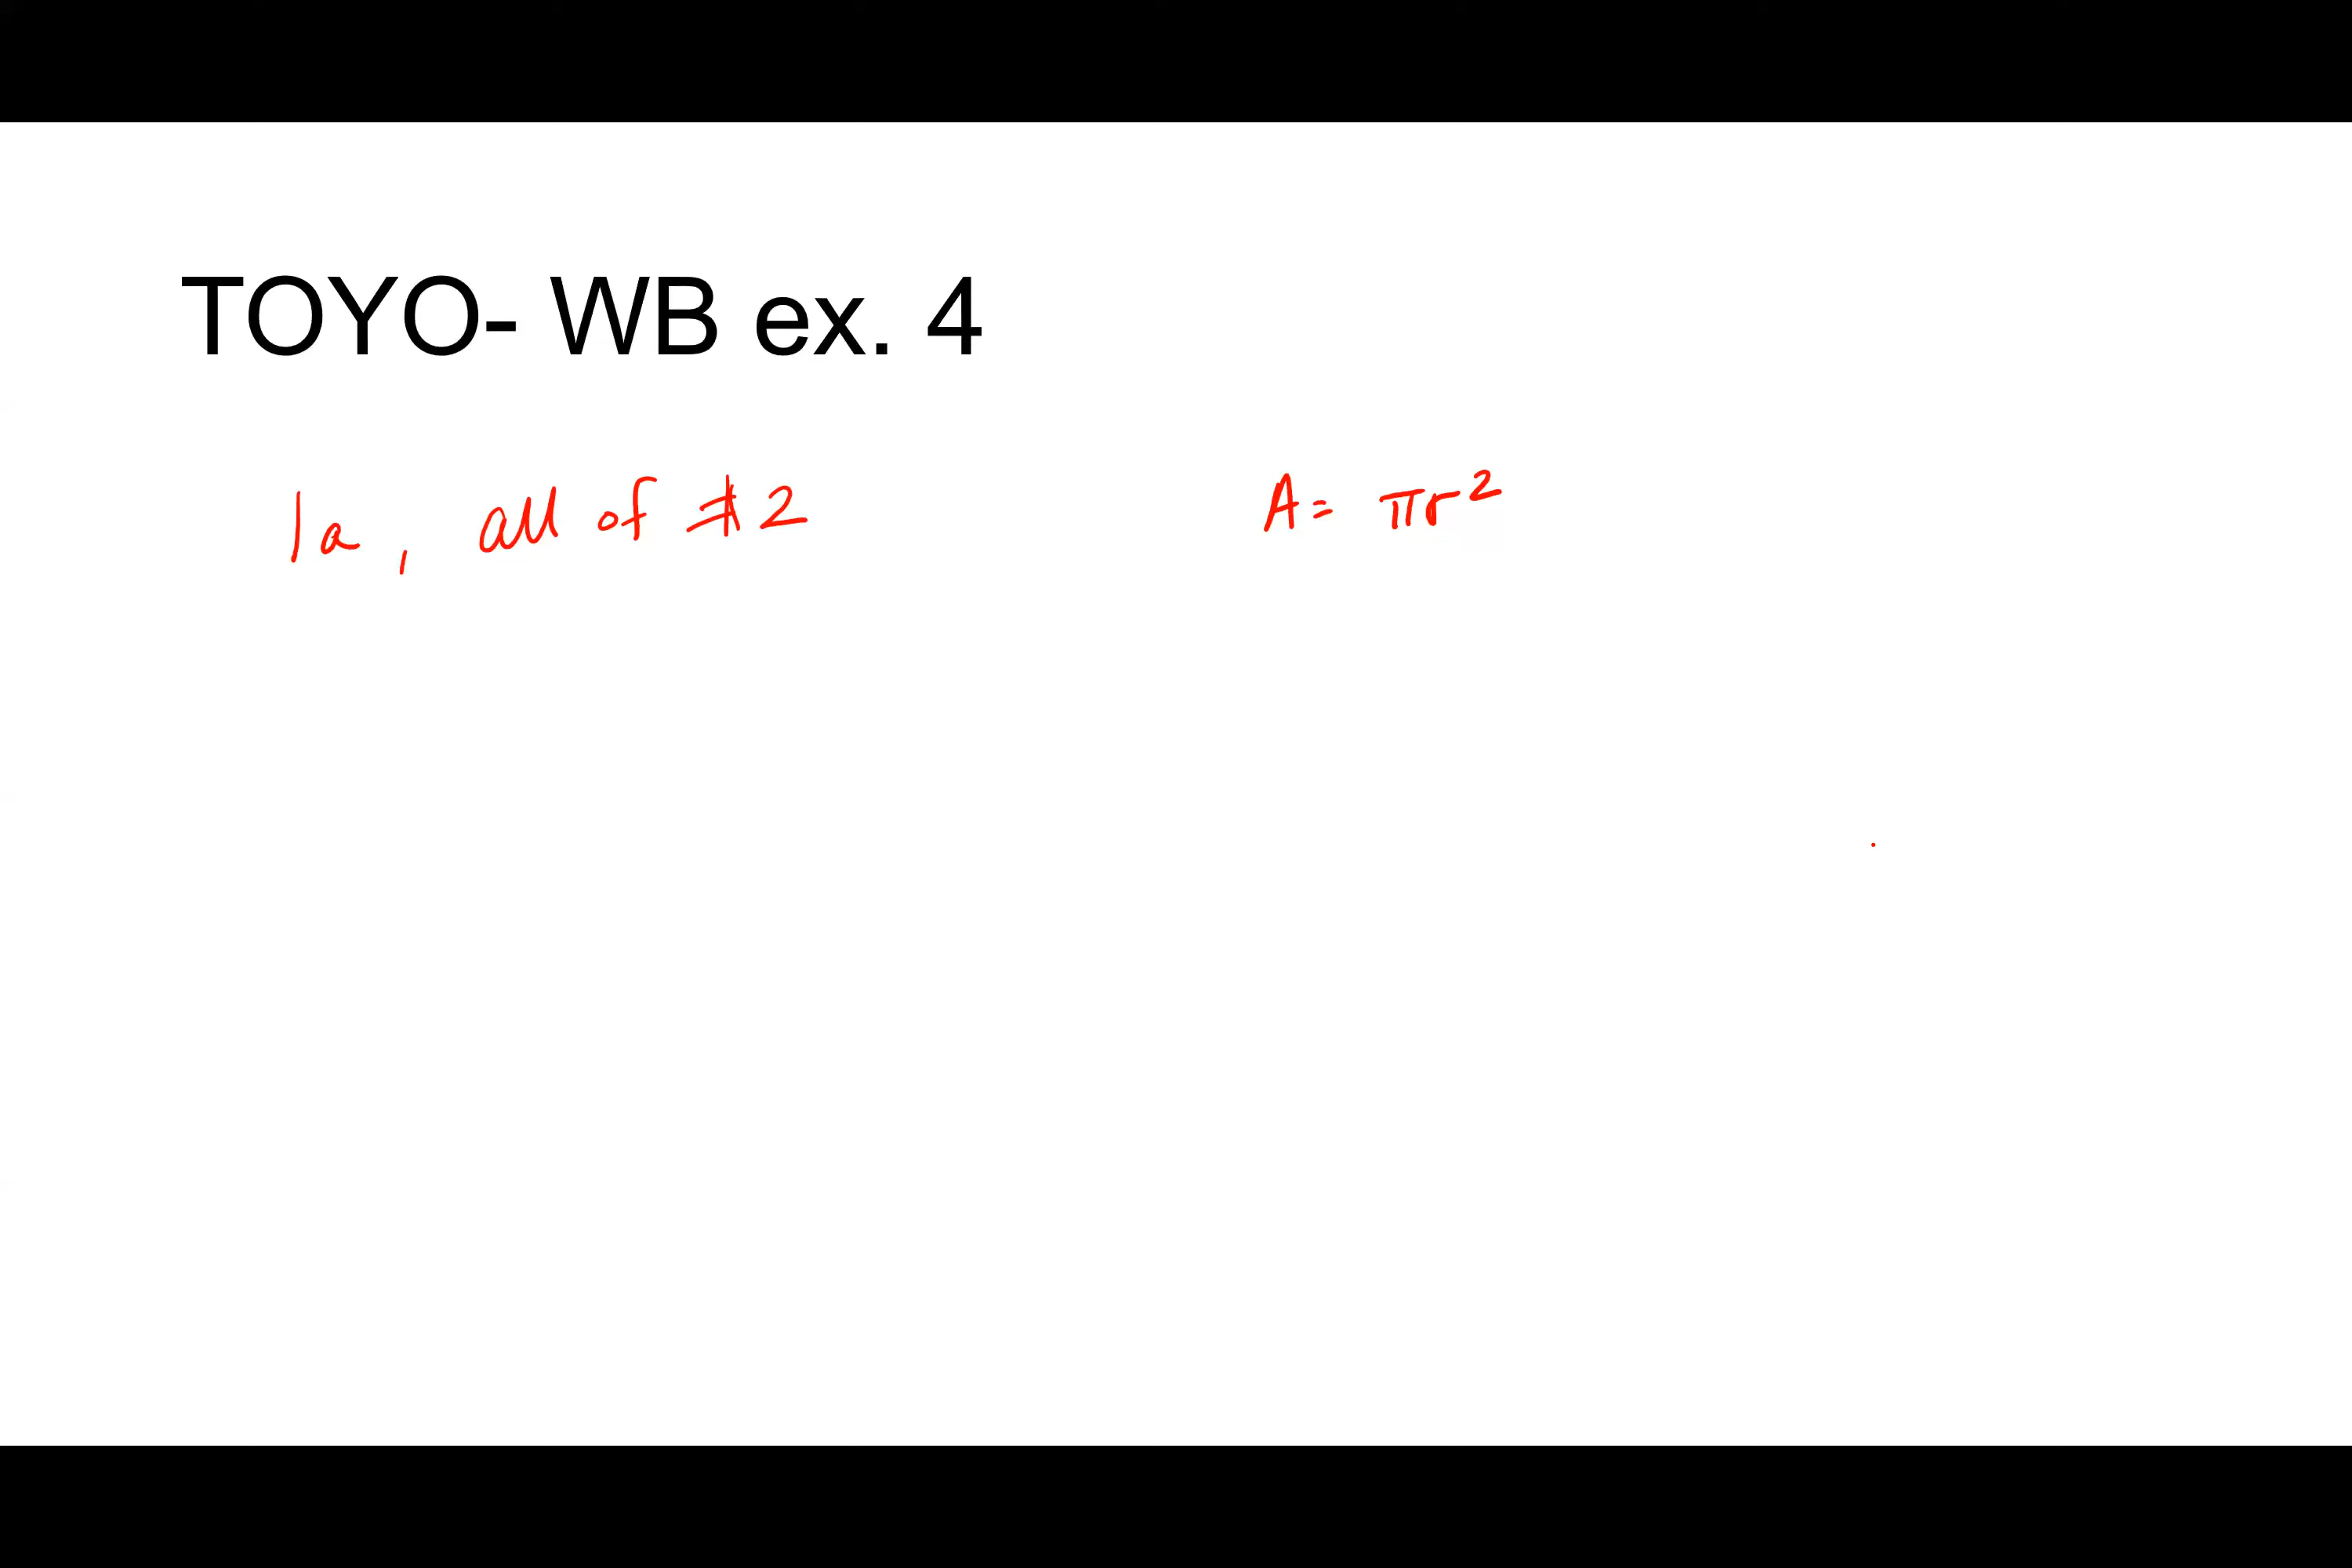 TOYO- WB ex. 4
1a, all of #2
A= πr²